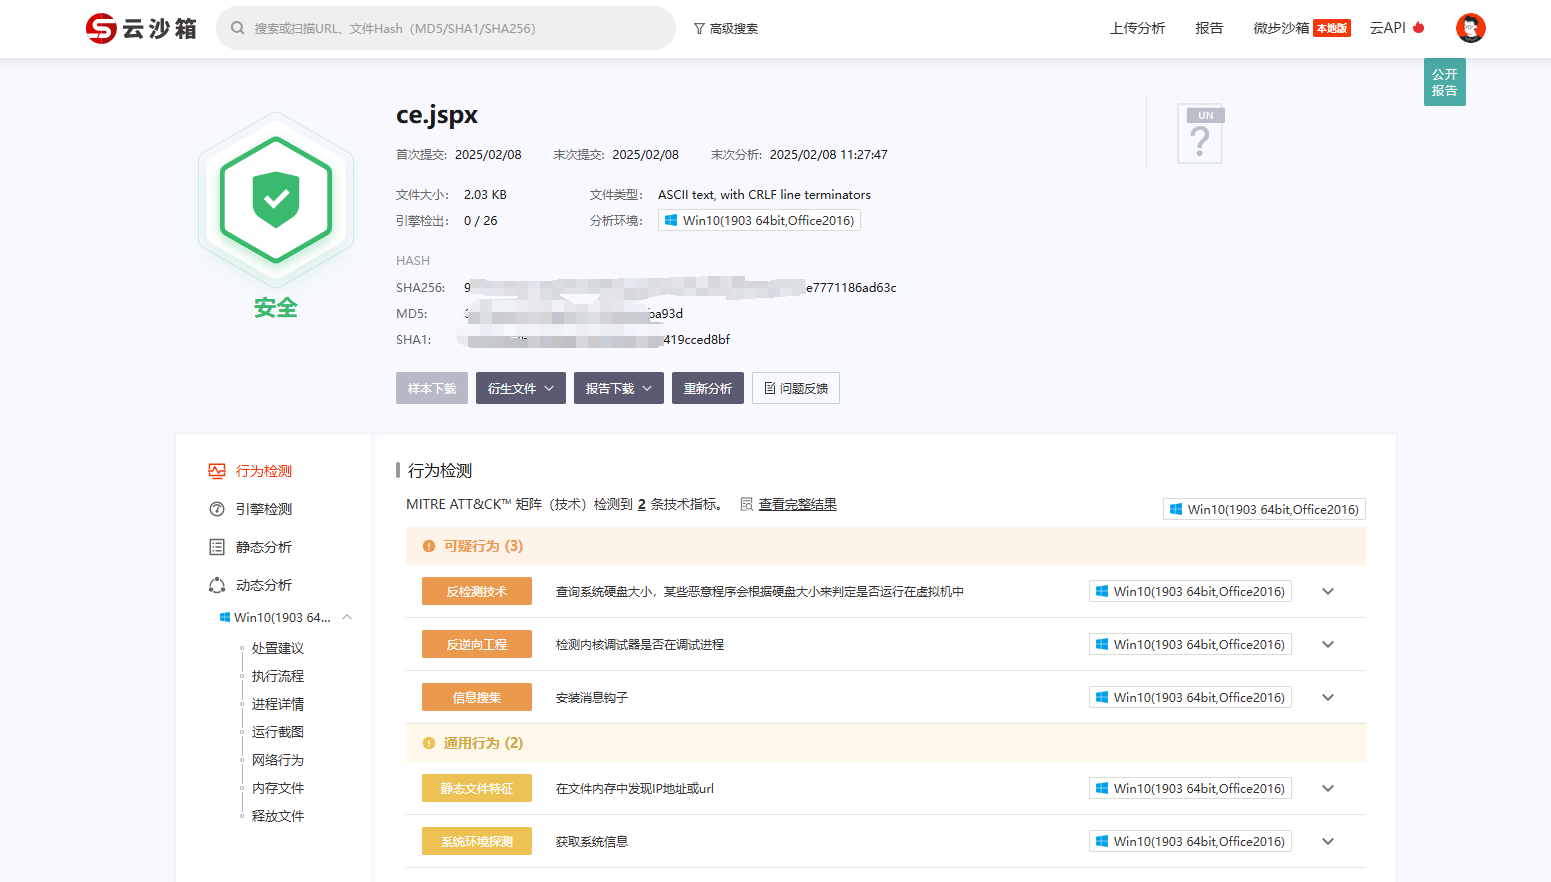 云沙箱
搜索或扫描URL、文件Hash（MD5/SHA1/SHA256）
高级搜索
上传分析
报告
微步沙箱 本地版
云API
公开
报告
安全
ce.jspx
首次提交: 2025/02/08 末次提交: 2025/02/08 末次分析: 2025/02/08 11:27:47
文件大小: 2.03 KB 文件类型: ASCII text, with CRLF line terminators
引擎检出: 0 / 26 分析环境: Win10(1903 64bit,Office2016)
UN
?
HASH
SHA256: 9 e7771186ad63c
MD5: ba93d
SHA1: 419cced8bf
样本下载 衍生文件 报告下载 重新分析 问题反馈
行为检测
引擎检测
静态分析
动态分析
Win10(1903 64...
处置建议
执行流程
进程详情
运行截图
网络行为
内存文件
释放文件
行为检测
MITRE ATT&CK™ 矩阵（技术）检测到 2 条技术指标。 查看完整结果
Win10(1903 64bit,Office2016)
可疑行为 (3)
反检测技术 查询系统硬盘大小，某些恶意程序会根据硬盘大小来判定是否运行在虚拟机中 Win10(1903 64bit,Office2016)
反逆向工程 检测内核调试器是否在调试进程 Win10(1903 64bit,Office2016)
信息搜集 安装消息钩子 Win10(1903 64bit,Office2016)
通用行为 (2)
静态文件特征 在文件内存中发现IP地址或url Win10(1903 64bit,Office2016)
系统环境探测 获取系统信息 Win10(1903 64bit,Office2016)